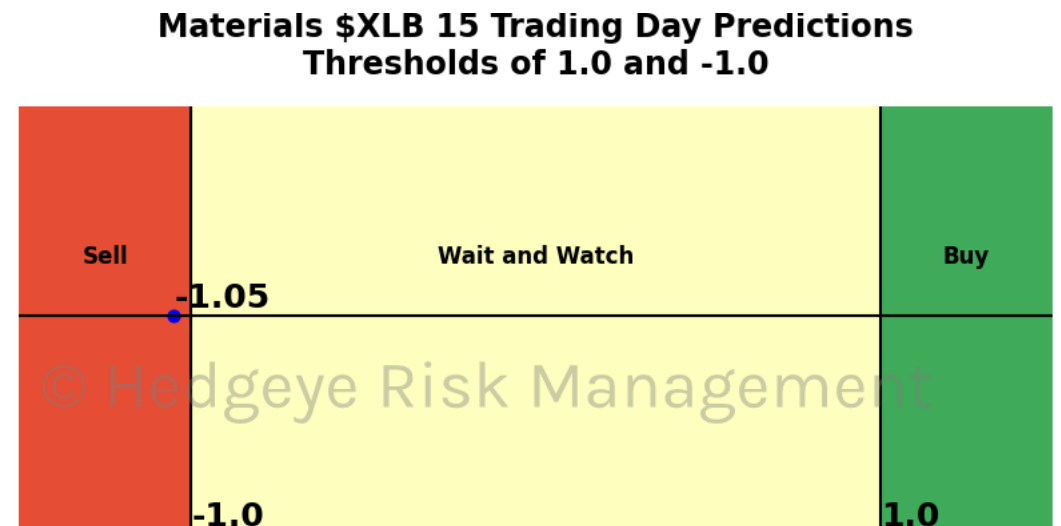 Materials $XLB 15 Trading Day Predictions
Thresholds of 1.0 and -1.0
Sell
Wait and Watch
Buy
-1.05
© Hedgeye Risk Management
-1.0
1.0